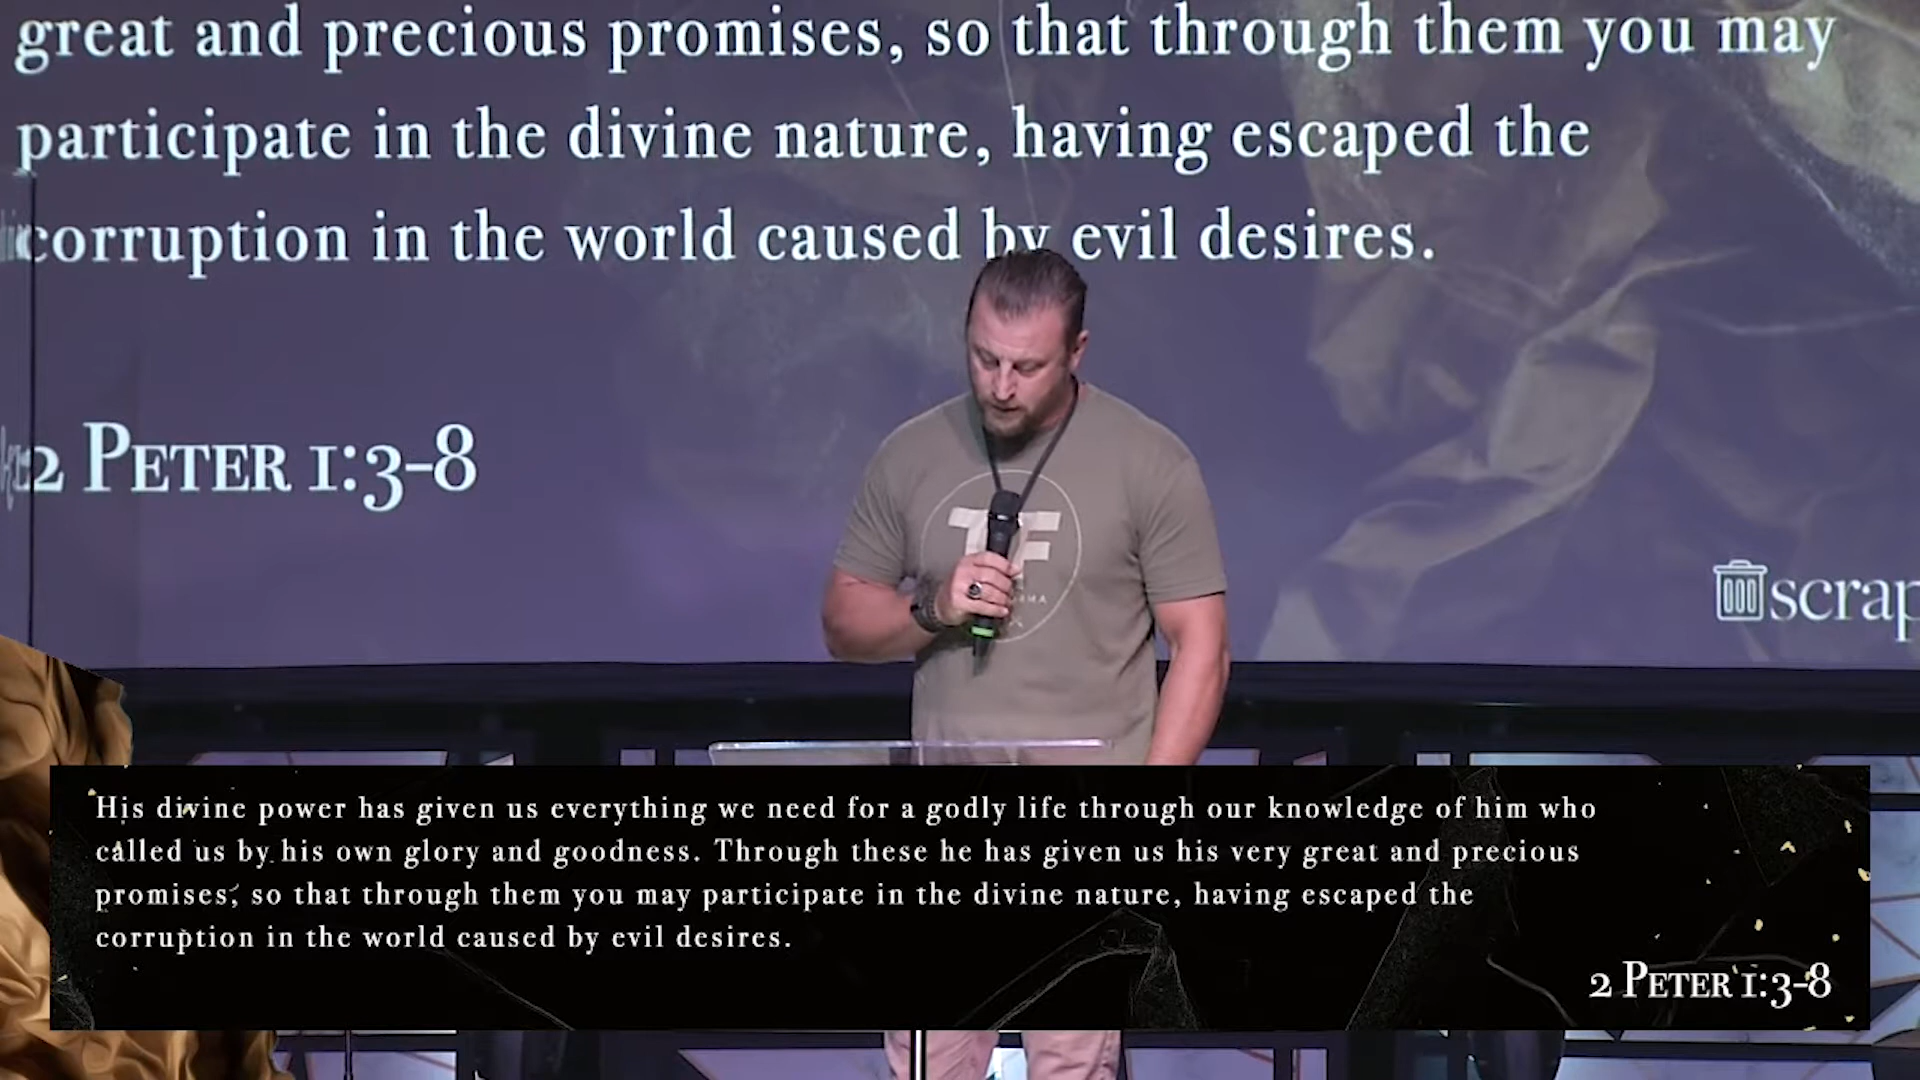 great and precious promises, so that through them you may
participate in the divine nature, having escaped the
corruption in the world caused by evil desires.
2 PETER 1:3-8
scrap
TF
His divine power has given us everything we need for a godly life through our knowledge of him who
called us by his own glory and goodness. Through these he has given us his very great and precious
promises, so that through them you may participate in the divine nature, having escaped the
corruption in the world caused by evil desires.
2 PETER 1:3-8